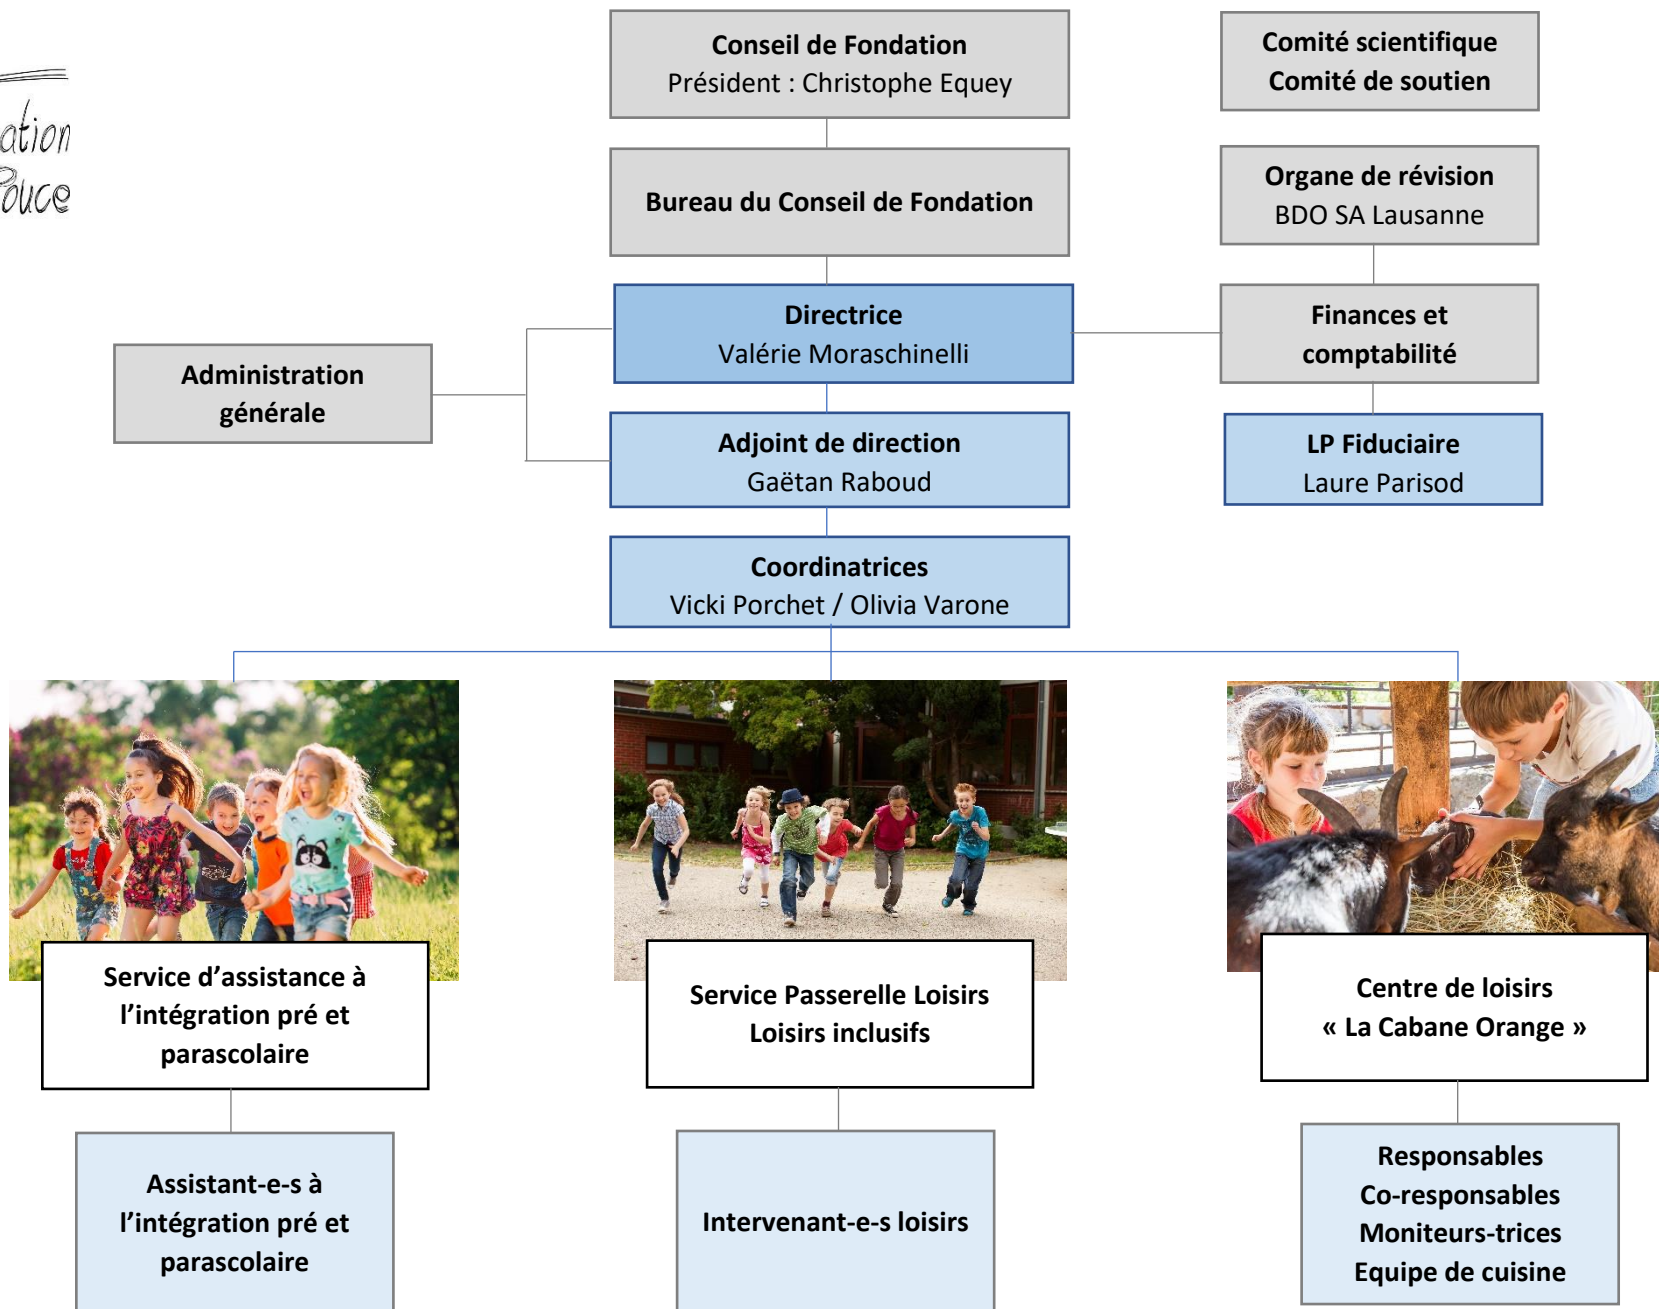 Conseil de Fondation
Président : Christophe Equey
Comité scientifique
Comité de soutien
Pouce
Bureau du Conseil de Fondation
Organe de révision
BDO SA Lausanne
Directrice
Valérie Moraschinelli
Finances et
comptabilité
Administration
générale
Adjoint de direction
Gaëtan Raboud
LP Fiduciaire
Laure Parisod
Coordinatrices
Vicki Porchet / Olivia Varone
Service d’assistance à
l’intégration pré et
parascolaire
Service Passerelle Loisirs
Loisirs inclusifs
Centre de loisirs
« La Cabane Orange »
Assistant-e-s à
l’intégration pré et
parascolaire
Intervenant-e-s loisirs
Responsables
Co-responsables
Moniteurs-trices
Equipe de cuisine